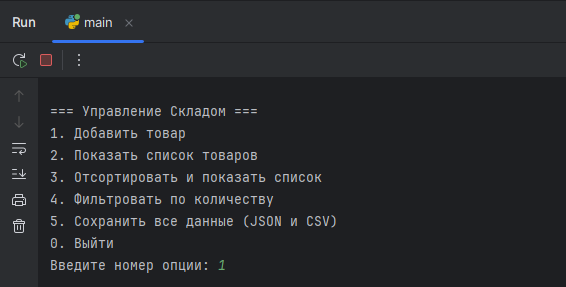 Run
main
=== Управление Складом ===
1. Добавить товар
2. Показать список товаров
3. Отсортировать и показать список
4. Фильтровать по количеству
5. Сохранить все данные (JSON и CSV)
0. Выйти
Введите номер опции: 1